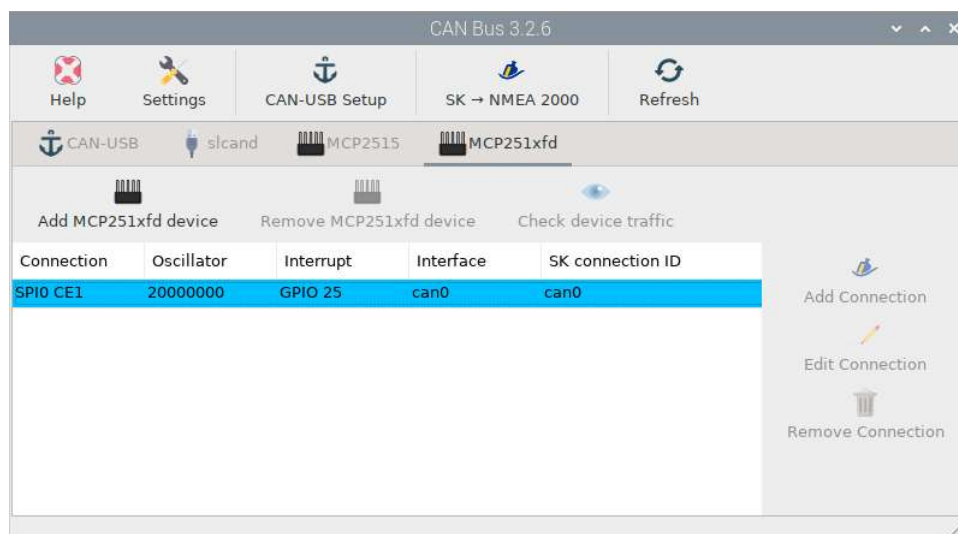 CAN Bus 3.2.6
Help Settings CAN-USB Setup SK → NMEA 2000 Refresh
CAN-USB slcand MCP2515 MCP251xfd
Add MCP251xfd device Remove MCP251xfd device Check device traffic
Connection Oscillator Interrupt Interface SK connection ID
SPI0 CE1 20000000 GPIO 25 can0 can0
Add Connection
Edit Connection
Remove Connection